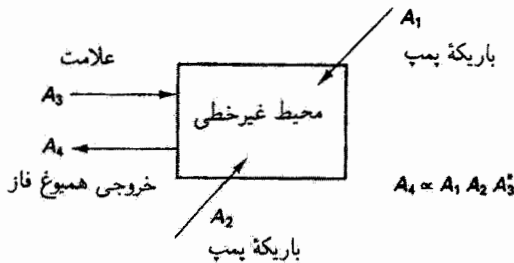 A₁
باریکهٔ پمپ
علامت
A₃
محیط غیرخطی
A₄
خروجی همیوغ فاز
A₄ ∝ A₁ A₂ A₃*
A₂
باریکهٔ پمپ